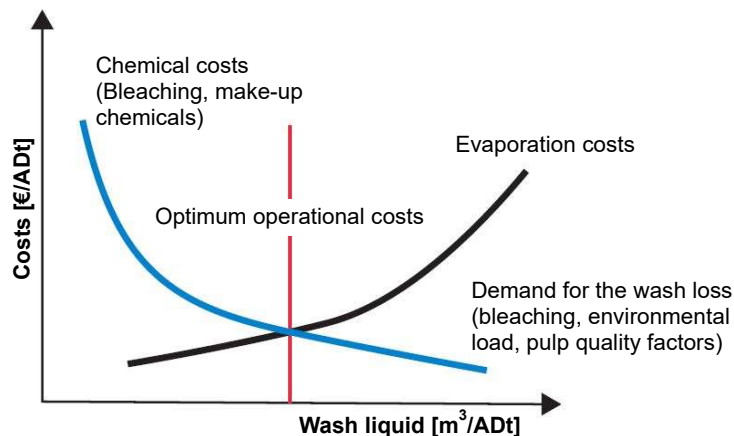 Chemical costs
(Bleaching, make-up
chemicals)
Evaporation costs
Costs [€/ADt]
Optimum operational costs
Demand for the wash loss
(bleaching, environmental
load, pulp quality factors)
Wash liquid [m³/ADt]